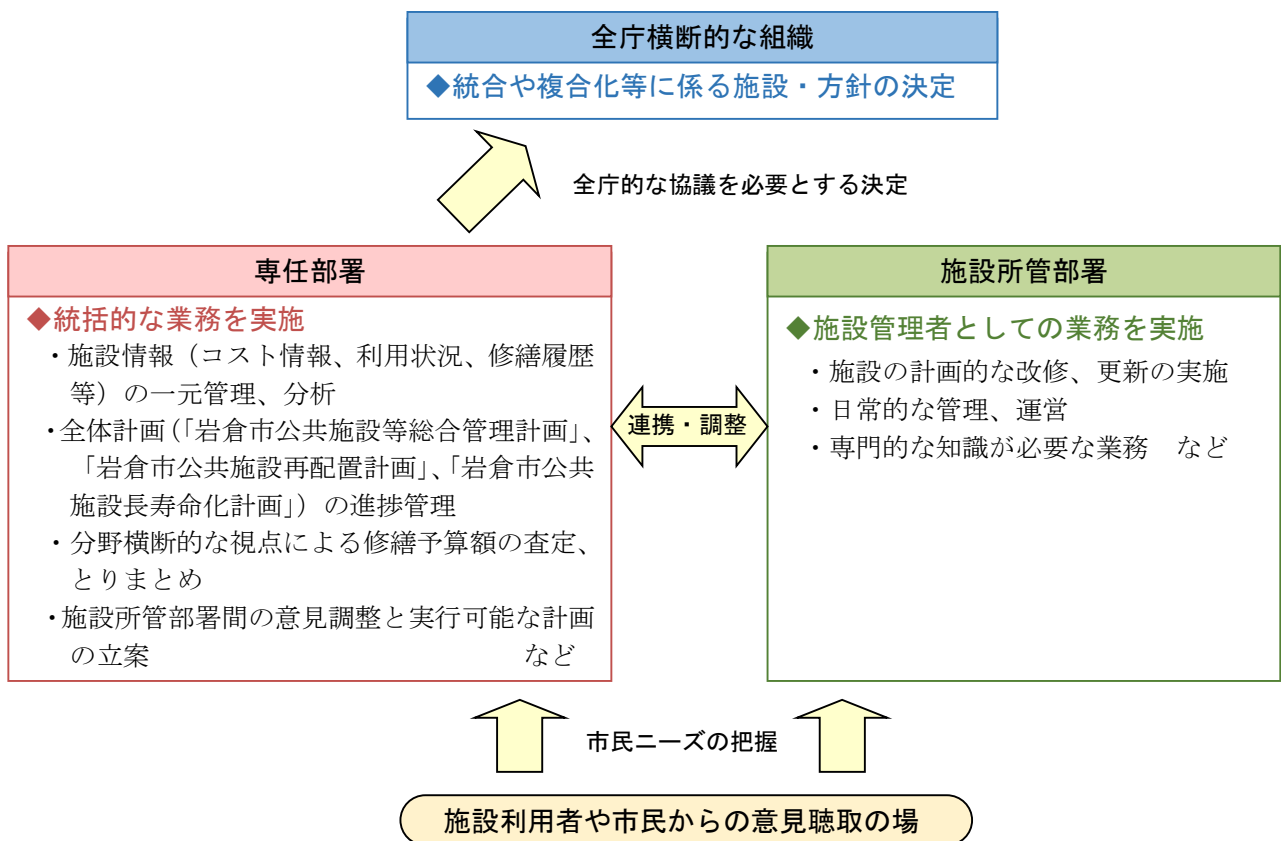 全庁横断的な組織
◆統合や複合化等に係る施設・方針の決定
全庁的な協議を必要とする決定
専任部署
◆統括的な業務を実施
・施設情報（コスト情報、利用状況、修繕履歴
等）の一元管理、分析
・全体計画（「岩倉市公共施設等総合管理計画」、
「岩倉市公共施設再配置計画」、「岩倉市公共
施設長寿命化計画」）の進捗管理
・分野横断的な視点による修繕予算額の査定、
とりまとめ
・施設所管部署間の意見調整と実行可能な計画
の立案　　　　　　　　　　　　など
連携・調整
施設所管部署
◆施設管理者としての業務を実施
・施設の計画的な改修、更新の実施
・日常的な管理、運営
・専門的な知識が必要な業務　など
市民ニーズの把握
施設利用者や市民からの意見聴取の場